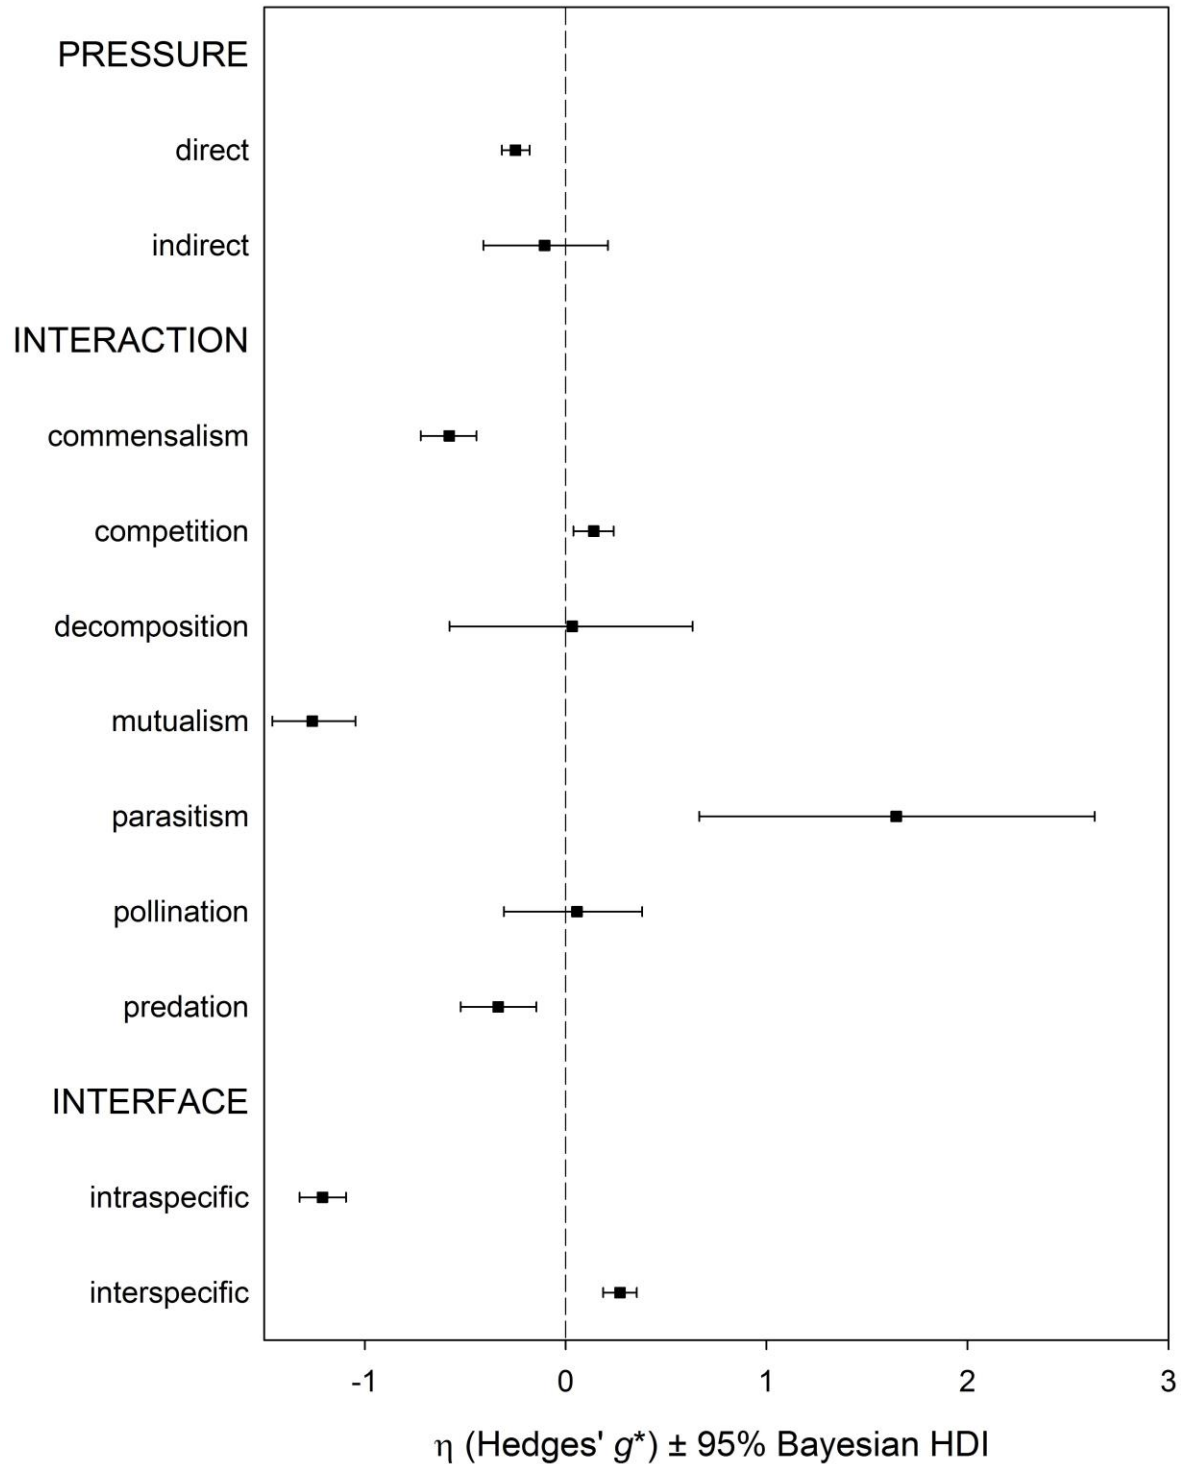 PRESSURE
direct
indirect
INTERACTION
commensalism
competition
decomposition
mutualism
parasitism
pollination
predation
INTERFACE
intraspecific
interspecific
-1 0 1 2 3
η (Hedges' g*) ± 95% Bayesian HDI